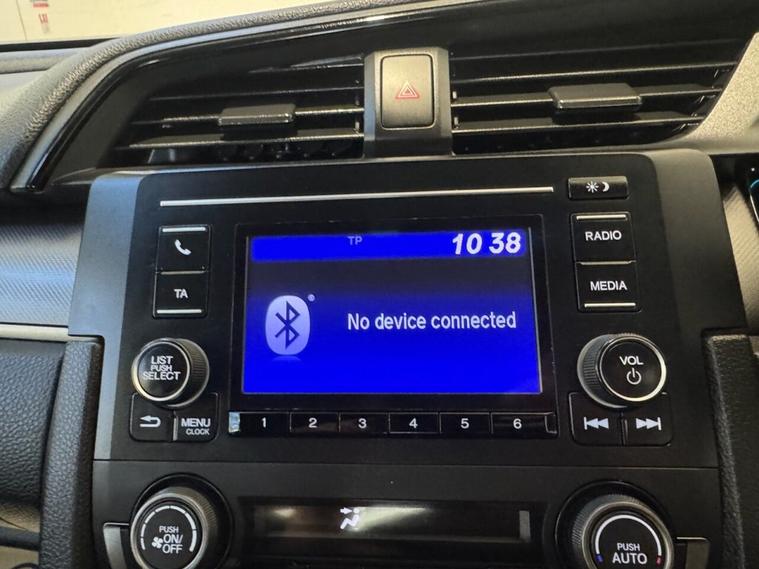 TP
10 38
No device connected
TA
RADIO
MEDIA
LIST
PUSH
SELECT
VOL
MENU
CLOCK
1 2 3 4 5 6
PUSH
ON/
OFF
PUSH
AUTO